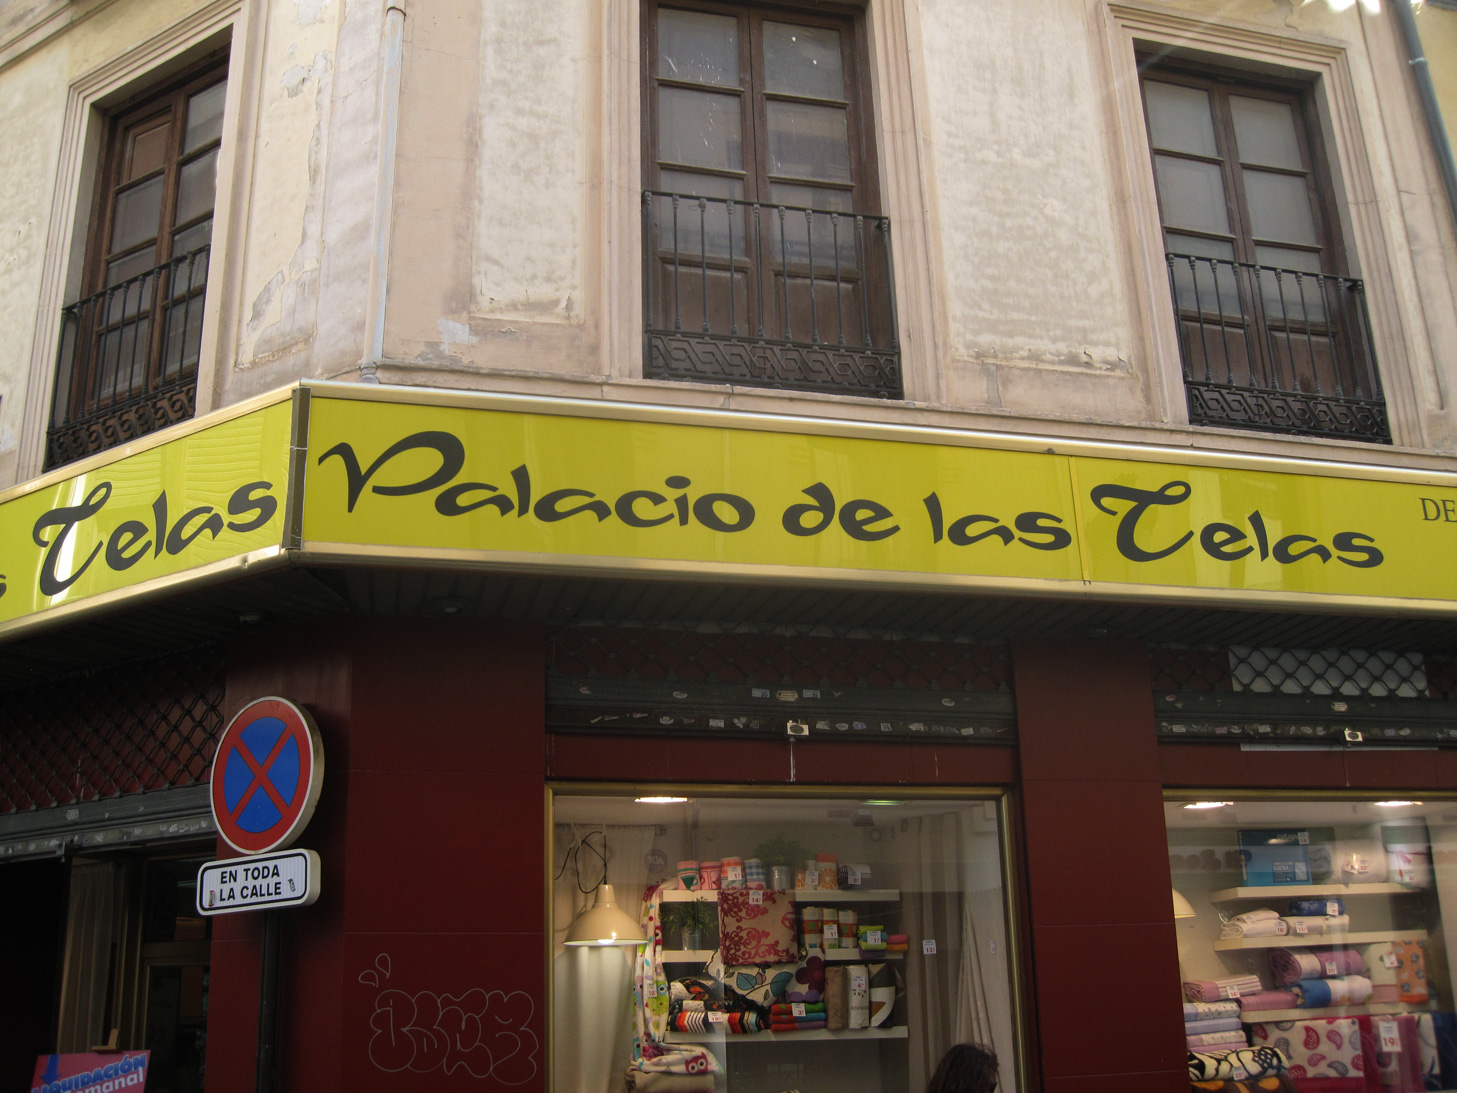 Telas
Palacio de las Telas
DE
EN TODA
LA CALLE
LIQUIDACIÓN
semanal